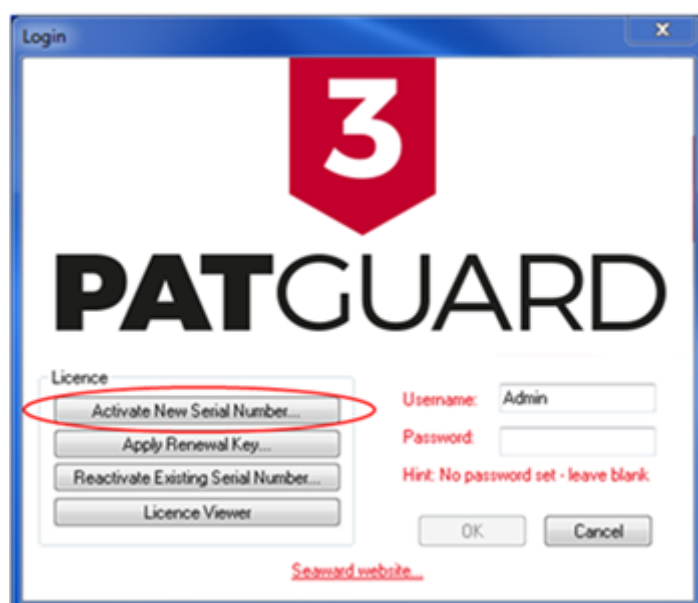 Login
3
PATGUARD
Licence
Activate New Serial Number...
Apply Renewal Key...
Reactivate Existing Serial Number...
Licence Viewer
Username: Admin
Password:
Hint: No password set - leave blank
OK Cancel
Seaward website...